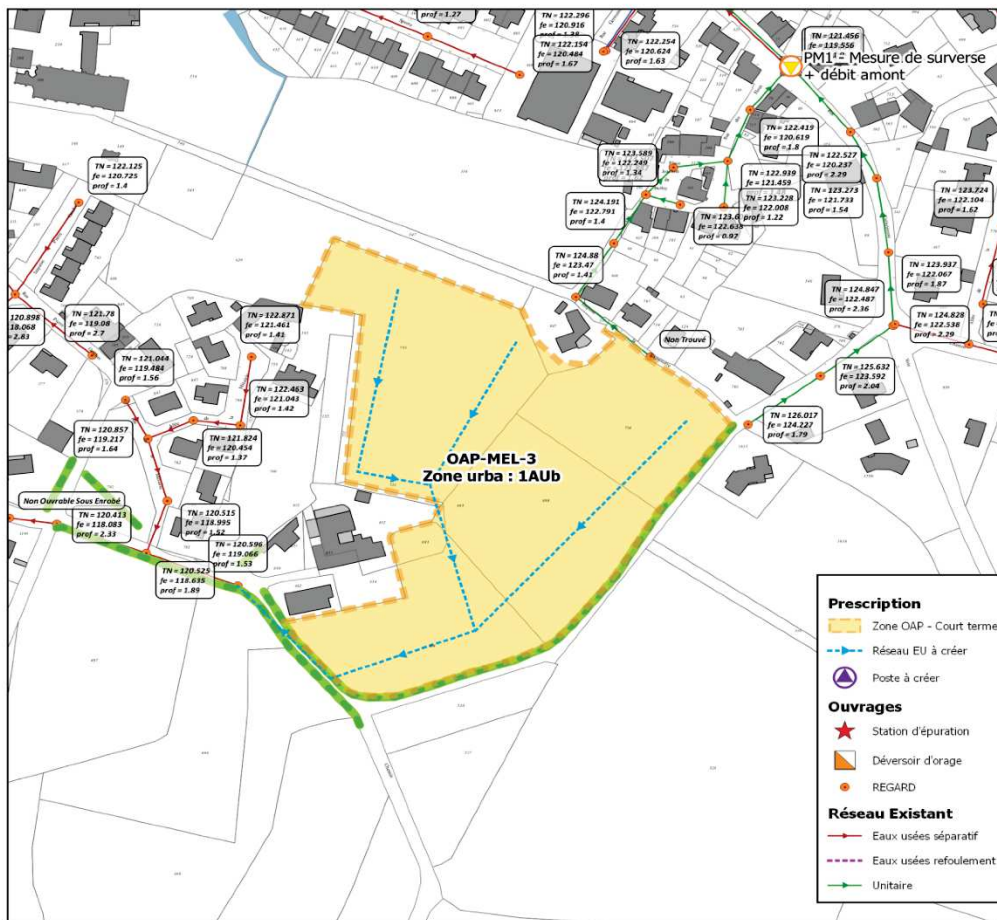 prof = 1.27
TN = 122.296
fe = 120.916
TN = 122.154
fe = 120.484
prof = 1.67
TN = 122.254
fe = 120.624
prof = 1.63
TN = 121.456
fe = 119.556
PM1 - Mesure de surverse
+ débit amont
TN = 122.125
fe = 120.725
prof = 1.4
TN = 123.589
fe = 122.249
prof = 1.34
TN = 122.419
fe = 120.619
prof = 1.8
TN = 122.527
fe = 120.237
prof = 2.29
TN = 122.939
fe = 121.459
TN = 123.228
fe = 122.008
prof = 1.22
TN = 123.273
fe = 121.733
prof = 1.54
TN = 123.724
fe = 122.104
prof = 1.62
TN = 124.191
fe = 122.791
prof = 1.4
fe = 122.638
prof = 0.97
TN = 124.88
fe = 123.47
prof = 1.41
TN = 123.937
fe = 122.067
prof = 1.87
TN = 124.847
fe = 122.487
prof = 2.36
TN = 124.828
fe = 122.538
prof = 2.29
120.898
118.068
2.83
TN = 121.78
fe = 119.08
prof = 2.7
TN = 122.871
fe = 121.461
prof = 1.41
Non Trouvé
TN = 121.044
fe = 119.484
prof = 1.56
TN = 125.632
fe = 123.592
prof = 2.04
TN = 122.463
fe = 121.043
prof = 1.42
TN = 126.017
fe = 124.227
prof = 1.79
TN = 120.857
fe = 119.217
prof = 1.64
TN = 121.824
fe = 120.454
prof = 1.37
OAP-MEL-3
Zone urba : 1AUb
Non Ouvrable Sous Enrobé
TN = 120.413
fe = 118.083
prof = 2.33
TN = 120.515
fe = 118.995
prof = 1.52
TN = 120.596
fe = 119.066
prof = 1.53
TN = 120.525
fe = 118.635
prof = 1.89
Prescription
Zone OAP - Court terme
Réseau EU à créer
Poste à créer
Ouvrages
Station d'épuration
Déversoir d'orage
REGARD
Réseau Existant
Eaux usées séparatif
Eaux usées refoulement
Unitaire